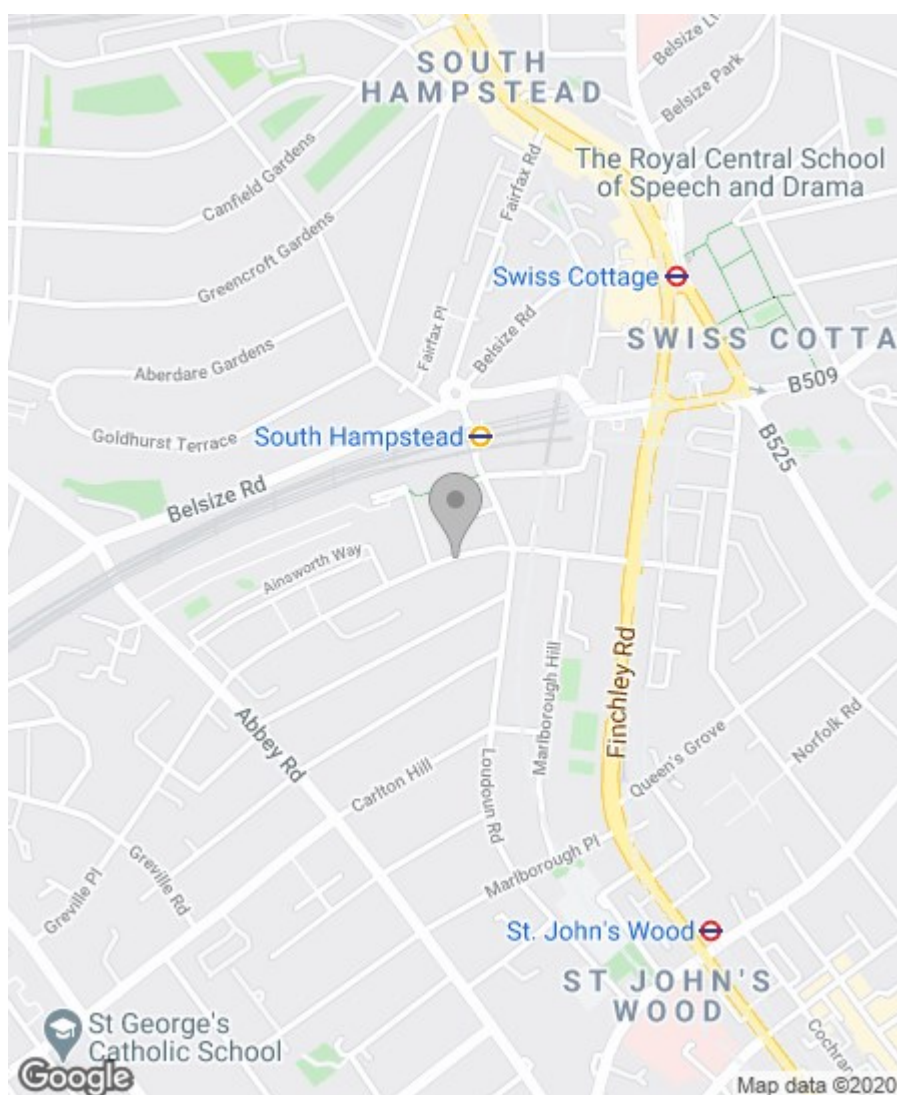 SOUTH
HAMPSTEAD
Belsize Park
The Royal Central School
of Speech and Drama
Canfield Gardens
Fairfax Rd
Greencroft Gardens
Swiss Cottage
Fairfax Pl
Belsize Rd
SWISS COTTA
Aberdare Gardens
B509
Goldhurst Terrace
South Hampstead
B525
Belsize Rd
Ainsworth Way
Finchley Rd
Marlborough Hill
Abbey Rd
Norfolk Rd
Queen's Grove
Carlton Hill
Loudoun Rd
Marlborough Pl
Greville Pl
Greville Rd
St. John's Wood
ST JOHN'S
WOOD
St George's
Catholic School
Cochran
Google
Map data ©2020